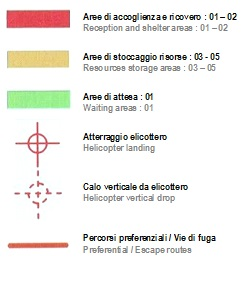 Aree di accoglienza e ricovero : 01 – 02
Reception and shelter areas : 01 – 02
Aree di stoccaggio risorse : 03 - 05
Resources storage areas : 03 – 05
Aree di attesa : 01
Waiting areas : 01
Atterraggio elicottero
Helicopter landing
Calo verticale da elicottero
Helicopter vertical drop
Percorsi preferenziali / Vie di fuga
Preferential / Escape routes